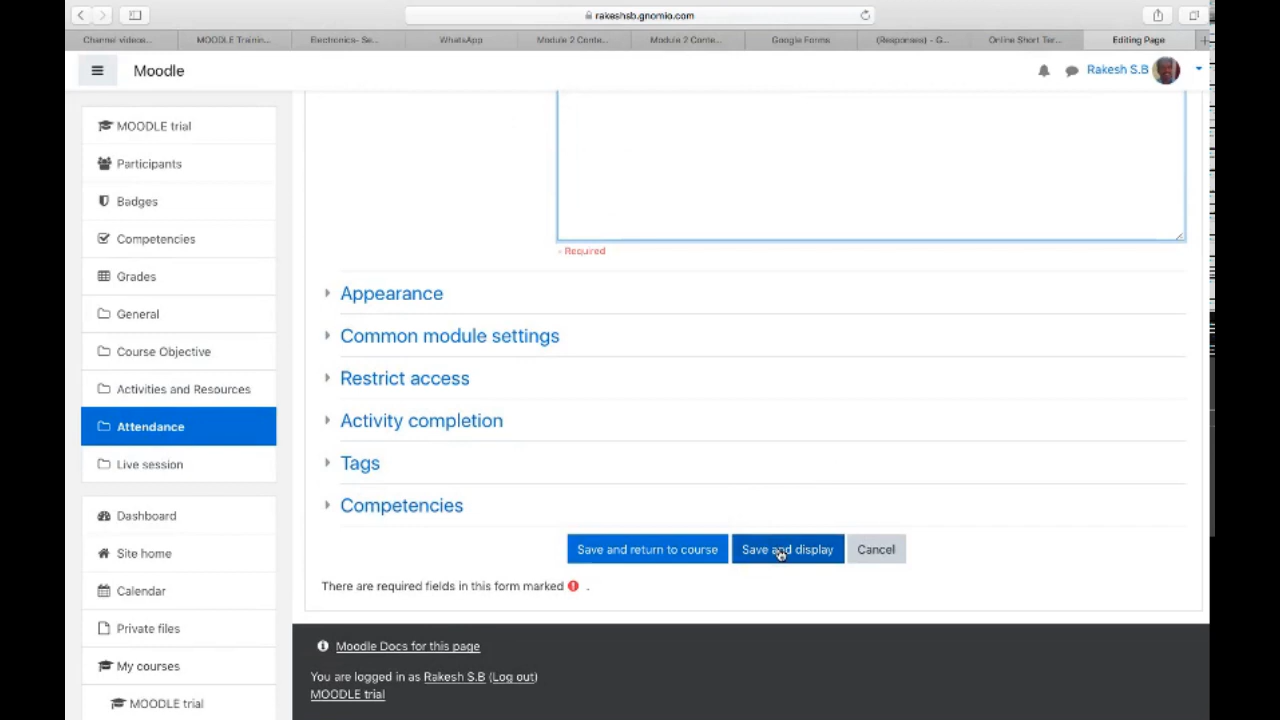 rakeshsb.gnomio.com
Channel videos...
MOODLE Trainin...
Electronics- Se...
WhatsApp
Module 2 Conte...
Module 2 Conte...
Google Forms
(Responses) - G...
Online Short Ter...
Editing Page
Moodle
Rakesh S.B
MOODLE trial
Participants
Badges
Competencies
Grades
General
Course Objective
Activities and Resources
Attendance
Live session
Dashboard
Site home
Calendar
Private files
My courses
MOODLE trial
- Required
Appearance
Common module settings
Restrict access
Activity completion
Tags
Competencies
Save and return to course
Save and display
Cancel
There are required fields in this form marked .
Moodle Docs for this page
You are logged in as Rakesh S.B (Log out)
MOODLE trial